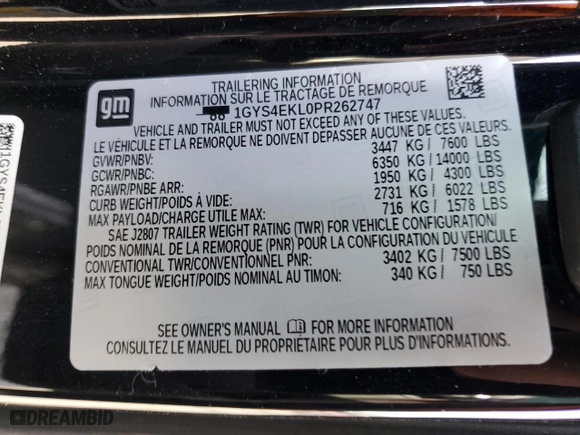 gm
TRAILERING INFORMATION
INFORMATION SUR LE TRACTAGE DE REMORQUE
1GYS4EKL0PR262747
VEHICLE AND TRAILER MUST NOT EXCEED ANY OF THESE VALUES.
LE VÉHICULE ET LA REMORQUE NE DOIVENT DÉPASSER AUCUNE DE CES VALEURS.
GVWR/PNBV: 3447 KG/ 7600 LBS
GCWR/PNBC: 6350 KG/14000 LBS
RGAWR/PNBE ARR: 1950 KG/ 4300 LBS
CURB WEIGHT/POIDS À VIDE: 2731 KG/ 6022 LBS
MAX PAYLOAD/CHARGE UTILE MAX: 716 KG/ 1578 LBS
SAE J2807 TRAILER WEIGHT RATING (TWR) FOR VEHICLE CONFIGURATION/
POIDS NOMINAL DE LA REMORQUE (PNR) POUR LA CONFIGURATION DU VÉHICULE
CONVENTIONAL TWR/CONVENTIONNEL PNR: 3402 KG/ 7500 LBS
MAX TONGUE WEIGHT/POIDS NOMINAL AU TIMON: 340 KG/ 750 LBS
SEE OWNER'S MANUAL FOR MORE INFORMATION
CONSULTEZ LE MANUEL DU PROPRIÉTAIRE POUR PLUS D'INFORMATIONS.
DREAMBID